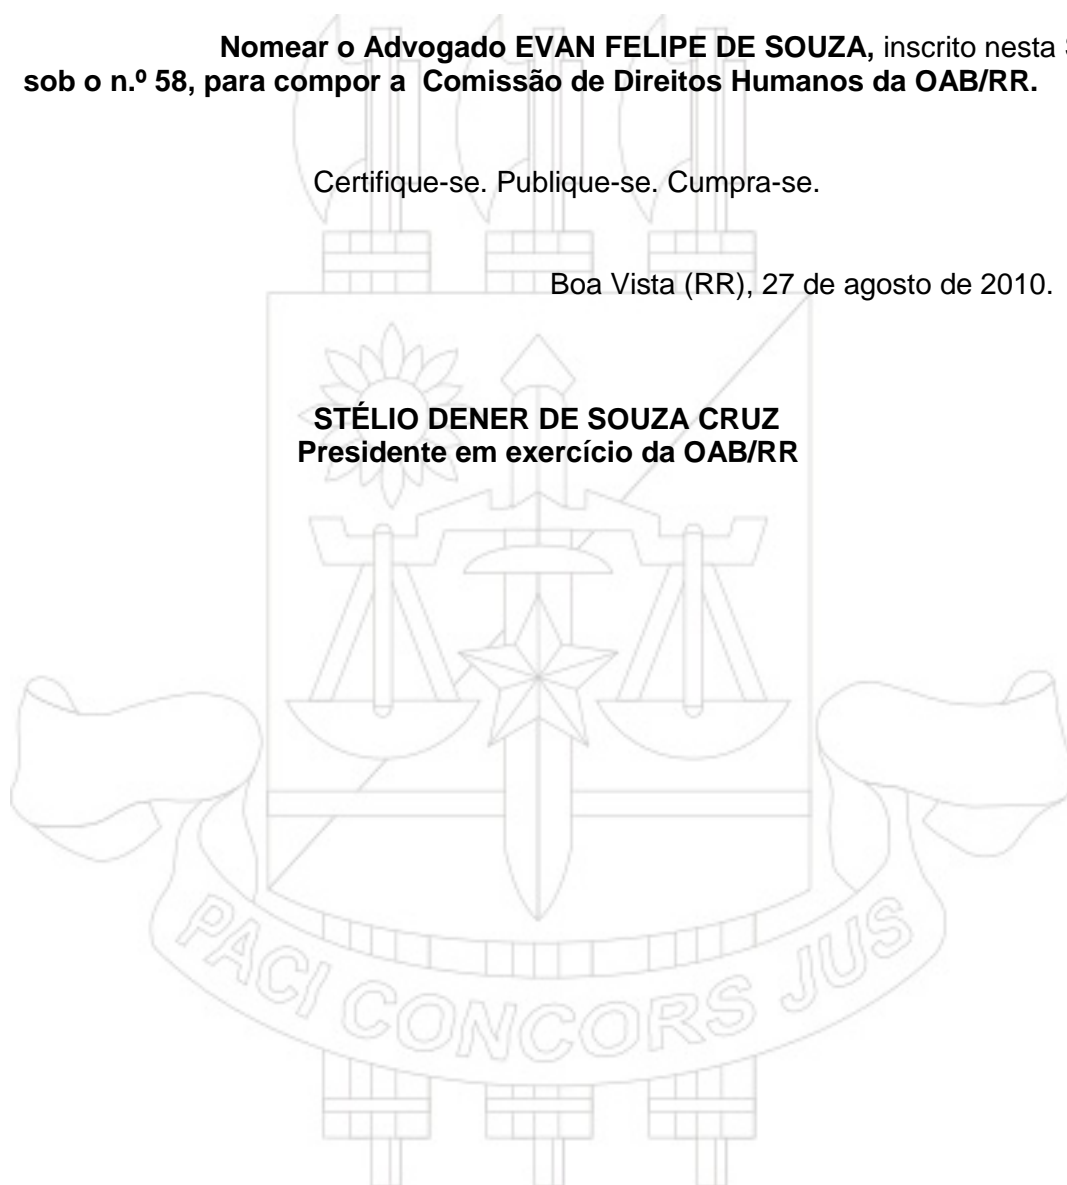 Nomear o Advogado EVAN FELIPE DE SOUZA, inscrito nesta
sob o n.º 58, para compor a Comissão de Direitos Humanos da OAB/RR.
Certifique-se. Publique-se. Cumpra-se.
Boa Vista (RR), 27 de agosto de 2010.
STÉLIO DENER DE SOUZA CRUZ
Presidente em exercício da OAB/RR
PACI CONCORS JUS